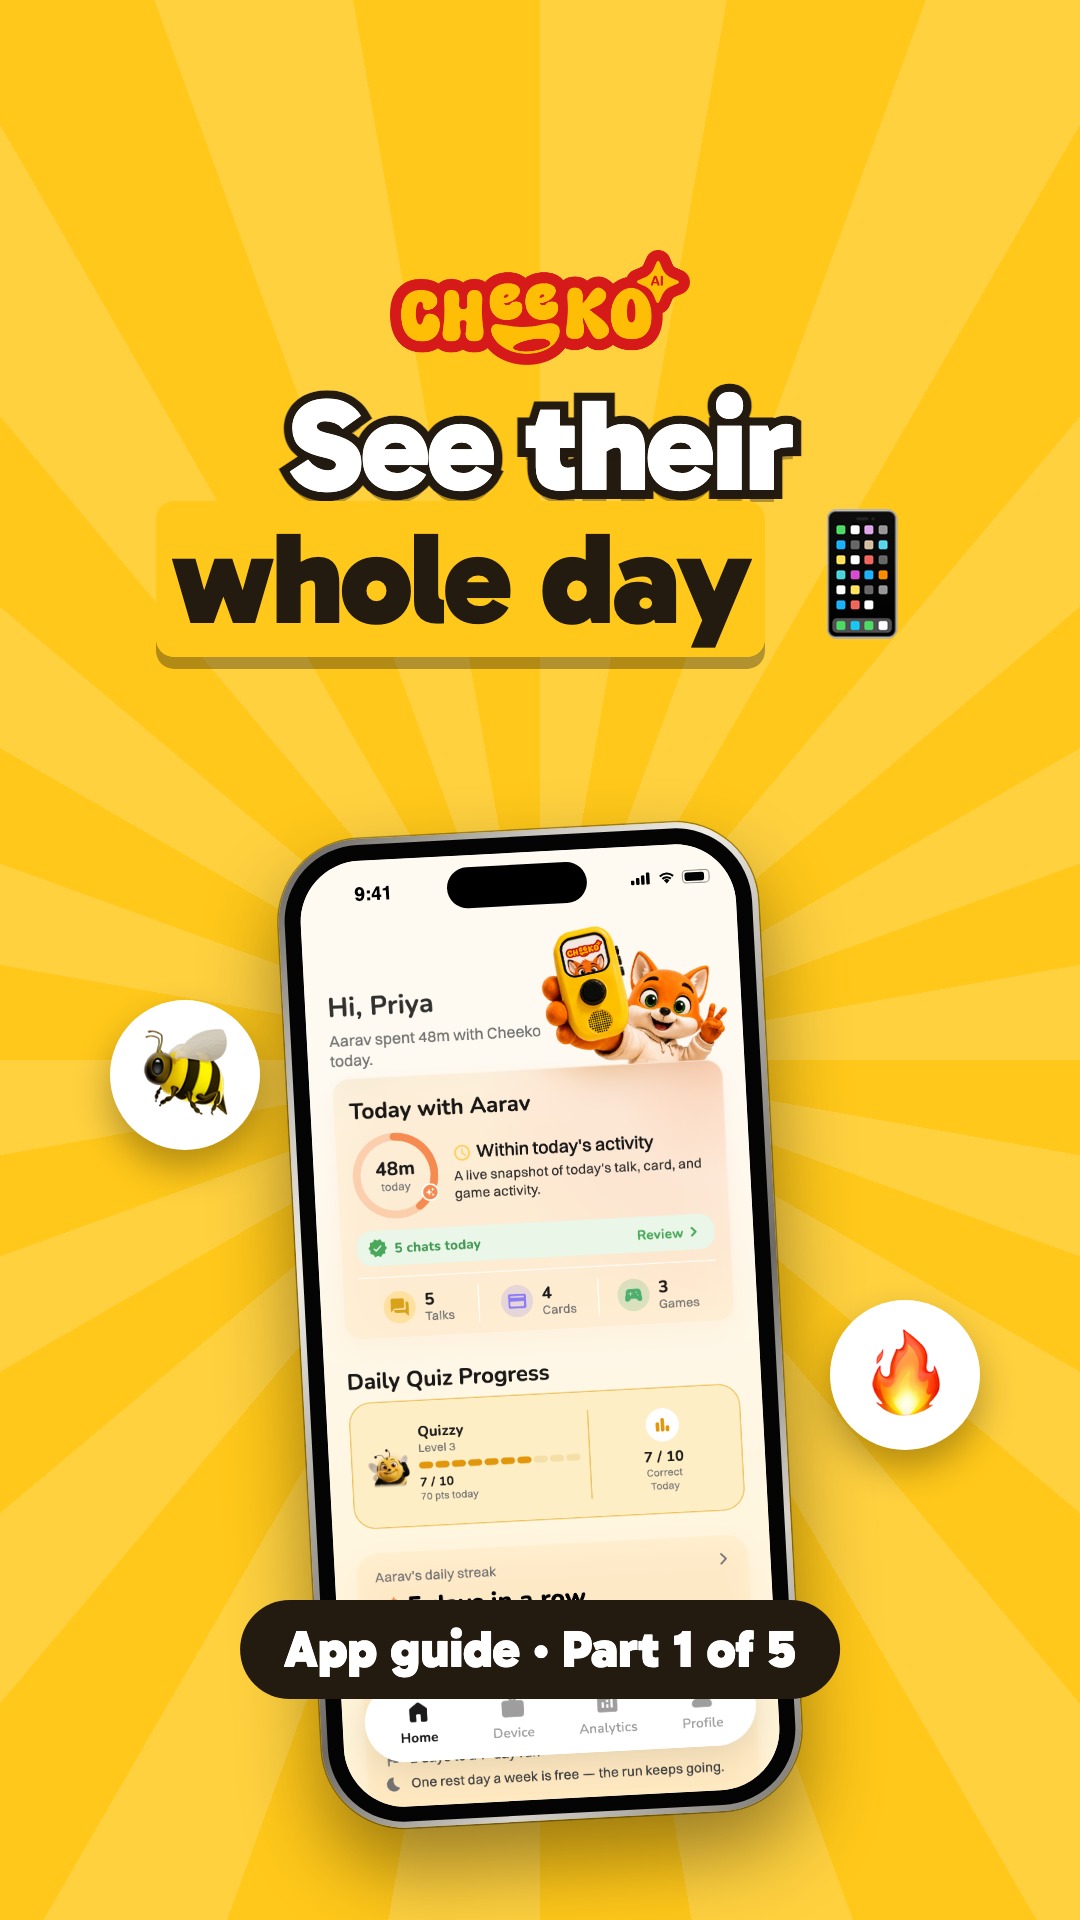 CHeeKO AI
See their
whole day
9:41
CHeeKO
Hi, Priya
Aarav spent 48m with Cheeko
today.
Today with Aarav
48m
today
Within today's activity
A live snapshot of today's talk, card, and
game activity.
5 chats today
Review
5
Talks
4
Cards
3
Games
Daily Quiz Progress
Quizzy
Level 3
7 / 10
70 pts today
7 / 10
Correct
Today
Aarav's daily streak
in a row
App guide • Part 1 of 5
Home
Device
Analytics
Profile
One rest day a week is free — the run keeps going.